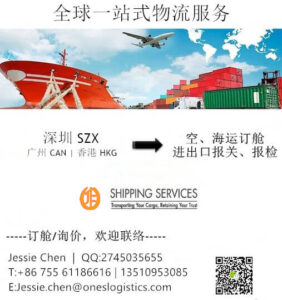 全球一站式物流服务
深圳 SZX
广州 CAN | 香港 HKG
空、海运订舱
进出口报关、报检
SHIPPING SERVICES
Transporting Your Cargo, Retaining Your Trust
-----订舱/询价，欢迎联络-----
Jessie Chen | QQ:2745035655
T:+86 755 61186616 | 13510953085
E:Jessie.chen@oneslogistics.com